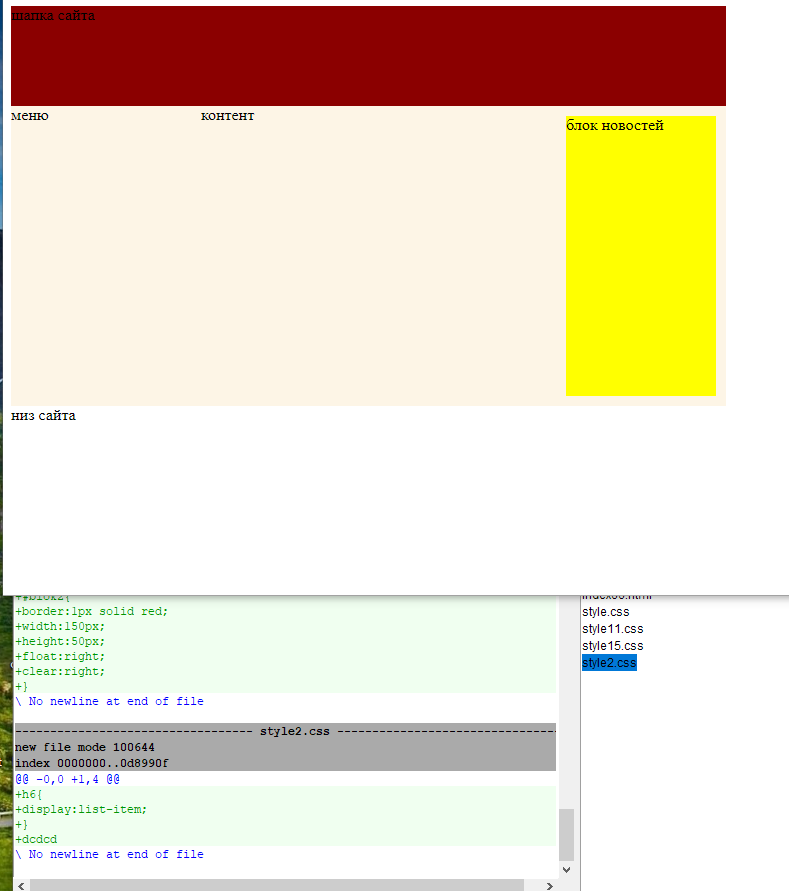 шапка сайта
меню
контент
блок новостей
низ сайта
+#blok2{
+border:1px solid red;
+width:150px;
+height:50px;
+float:right;
+clear:right;
+}
\ No newline at end of file
-------------------------------- style2.css --------------------------------
new file mode 100644
index 0000000..0d8990f
@@ -0,0 +1,4 @@
+h6{
+display:list-item;
+}
+dcdcd
\ No newline at end of file
style.css
style11.css
style15.css
style2.css